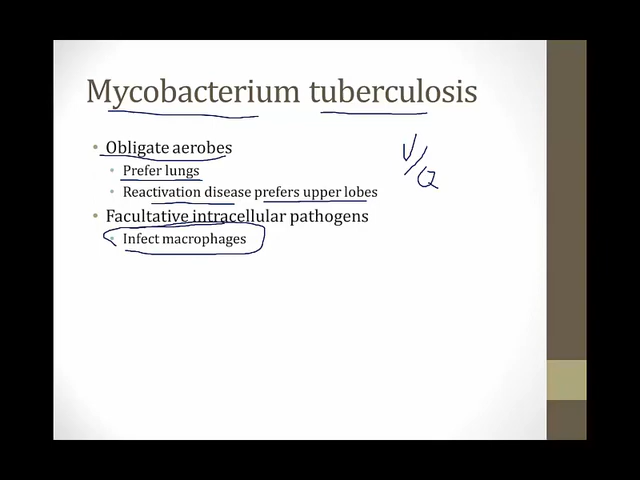 Mycobacterium tuberculosis
• Obligate aerobes
• Prefer lungs
• Reactivation disease prefers upper lobes
V/Q
• Facultative intracellular pathogens
• Infect macrophages